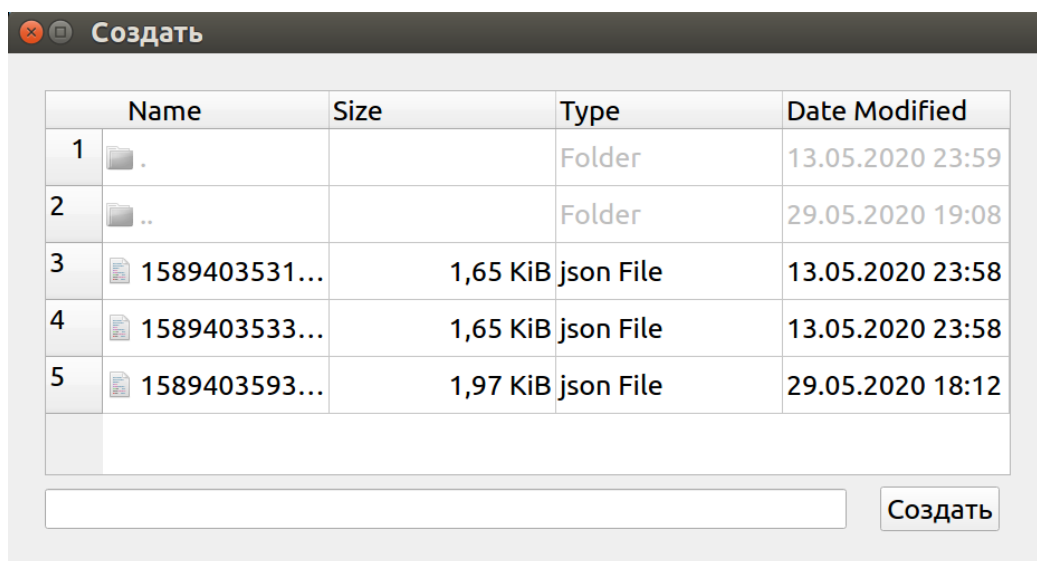 Создать
Name Size Type Date Modified
1 . Folder 13.05.2020 23:59
2 .. Folder 29.05.2020 19:08
3 1589403531... 1,65 KiB json File 13.05.2020 23:58
4 1589403533... 1,65 KiB json File 13.05.2020 23:58
5 1589403593... 1,97 KiB json File 29.05.2020 18:12
Создать